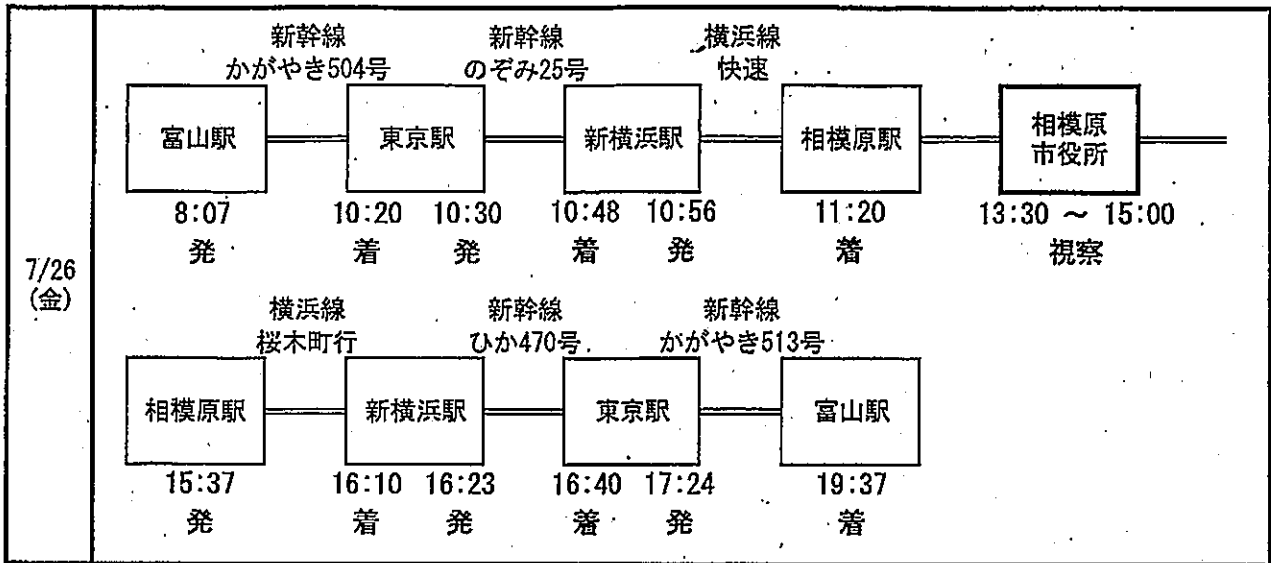 7/26
(金)
新幹線
かがやき504号
新幹線
のぞみ25号
横浜線
快速
富山駅
東京駅
新横浜駅
相模原駅
相模原
市役所
8:07
発
10:20
着
10:30
発
10:48
着
10:56
発
11:20
着
13:30 ~ 15:00
視察
横浜線
桜木町行
新幹線
ひか470号
新幹線
かがやき513号
相模原駅
新横浜駅
東京駅
富山駅
15:37
発
16:10
着
16:23
発
16:40
着
17:24
発
19:37
着